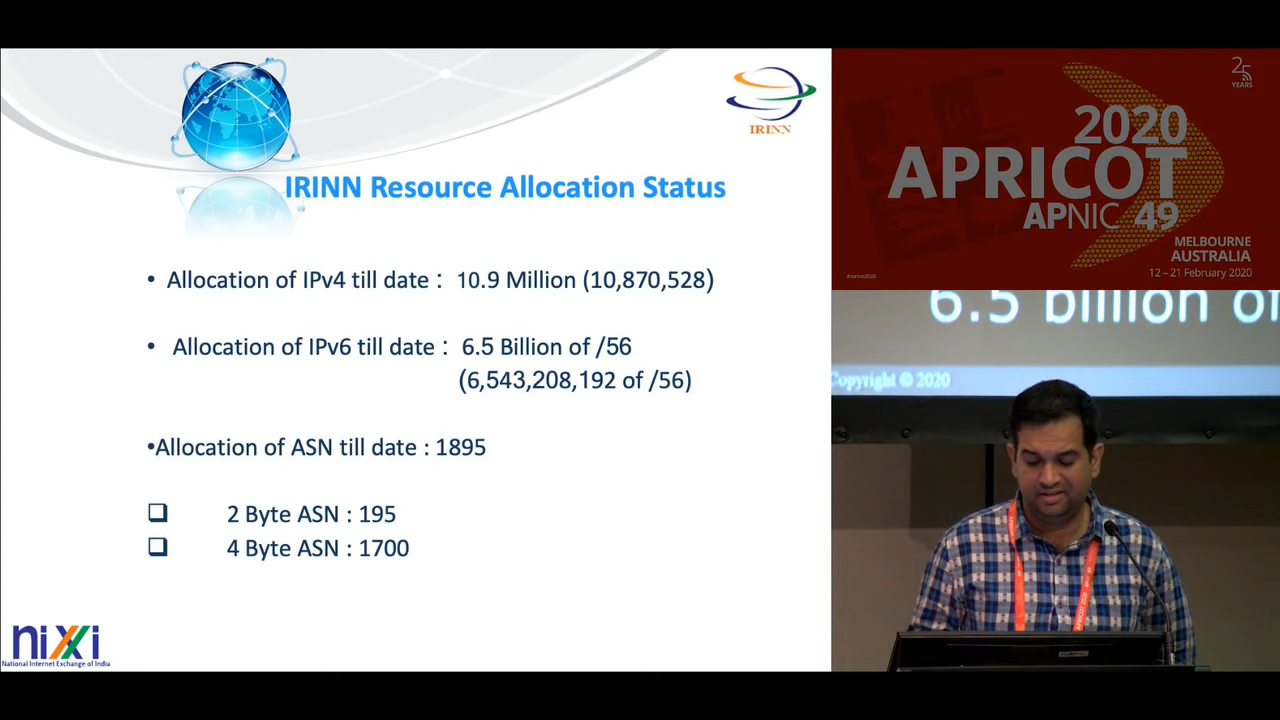 IRINN
IRINN Resource Allocation Status
• Allocation of IPv4 till date : 10.9 Million (10,870,528)
• Allocation of IPv6 till date : 6.5 Billion of /56
(6,543,208,192 of /56)
•Allocation of ASN till date : 1895
❑ 2 Byte ASN : 195
❑ 4 Byte ASN : 1700
nixi
National Internet Exchange of India
25
YEARS
2020
APRICOT
APNIC 49
MELBOURNE
AUSTRALIA
12 – 21 February 2020
6.5 billion of
Copyright © 2020
APRICOT 2020